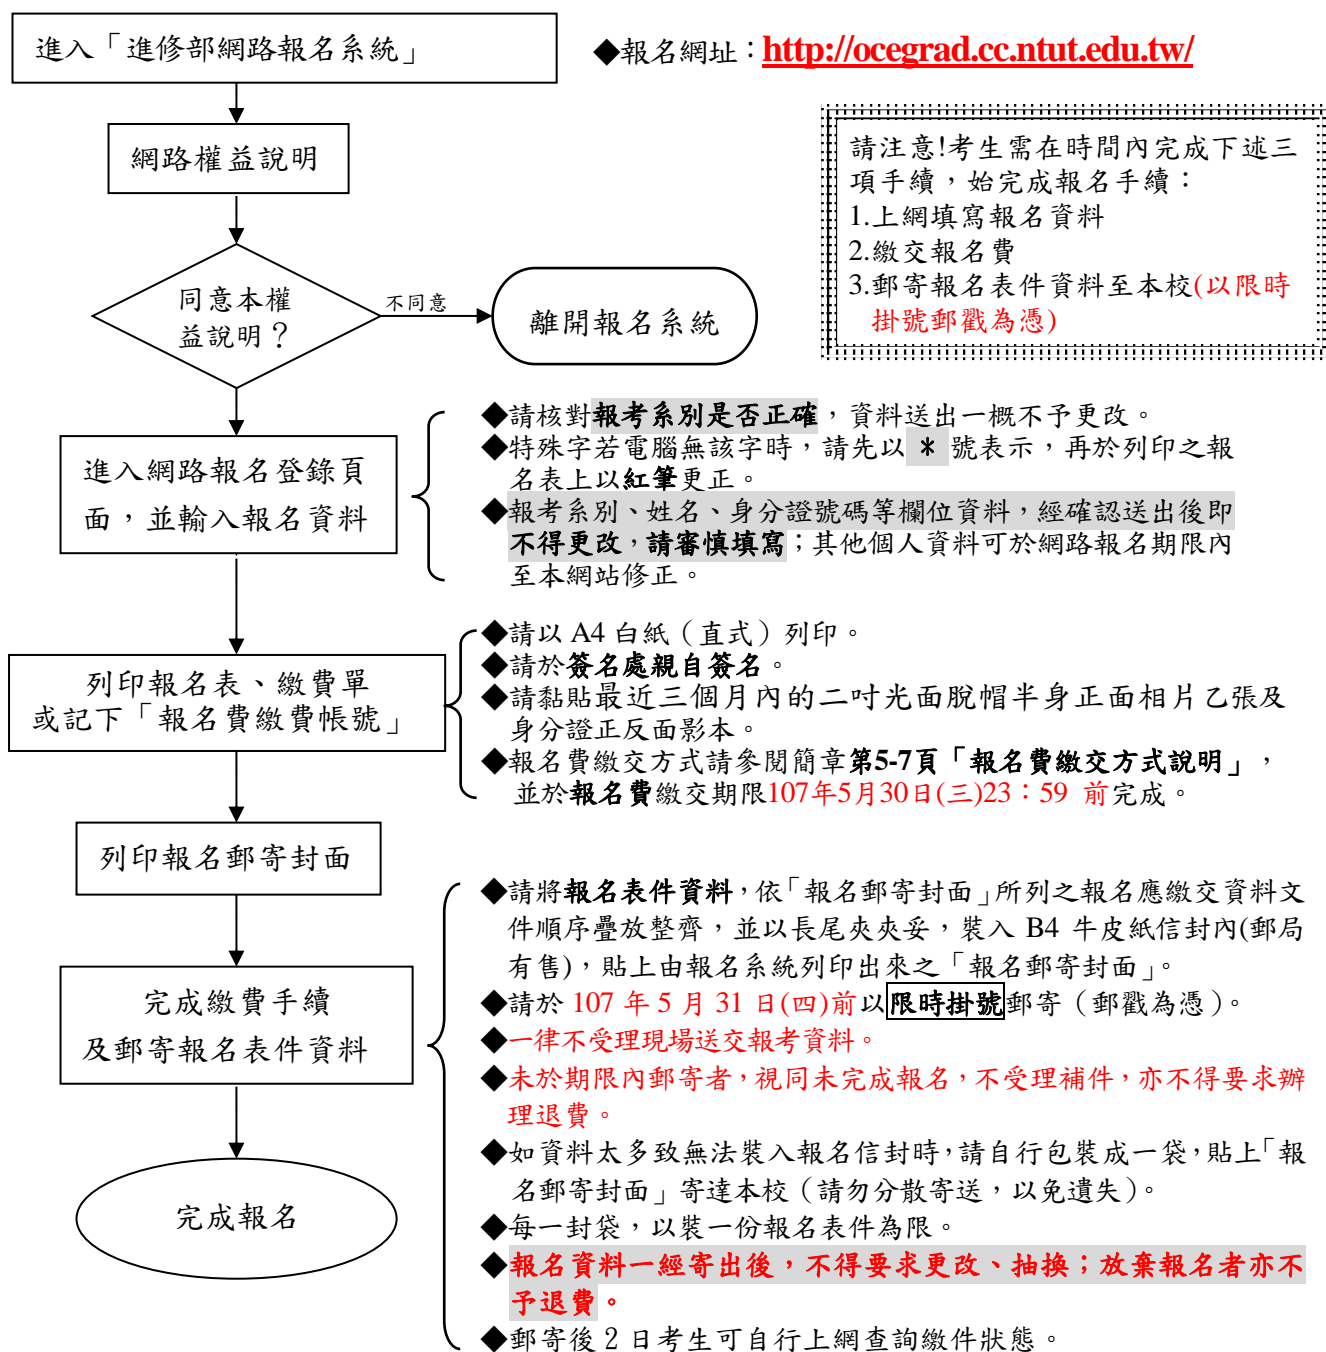 進入「進修部網路報名系統」
◆報名網址：http://ocegrad.cc.ntut.edu.tw/
網路權益說明
請注意!考生需在時間內完成下述三
項手續，始完成報名手續：
1.上網填寫報名資料
2.繳交報名費
3.郵寄報名表件資料至本校(以限時
掛號郵戳為憑)
同意本權
益說明？
不同意
離開報名系統
進入網路報名登錄頁
面，並輸入報名資料
◆請核對報考系別是否正確，資料送出一概不予更改。
◆特殊字若電腦無該字時，請先以 * 號表示，再於列印之報
名表上以紅筆更正。
◆報考系別、姓名、身分證號碼等欄位資料，經確認送出後即
不得更改，請審慎填寫；其他個人資料可於網路報名期限內
至本網站修正。
列印報名表、繳費單
或記下「報名費繳費帳號」
◆請以 A4 白紙（直式）列印。
◆請於簽名處親自簽名。
◆請黏貼最近三個月內的二吋光面脫帽半身正面相片乙張及
身分證正反面影本。
◆報名費繳交方式請參閱簡章第5-7頁「報名費繳交方式說明」，
並於報名費繳交期限107年5月30日(三)23：59 前完成。
列印報名郵寄封面
完成繳費手續
及郵寄報名表件資料
◆請將報名表件資料，依「報名郵寄封面」所列之報名應繳交資料文
件順序疊放整齊，並以長尾夾夾妥，裝入 B4 牛皮紙信封內(郵局
有售)，貼上由報名系統列印出來之「報名郵寄封面」。
◆請於 107 年 5 月 31 日(四)前以限時掛號郵寄（郵戳為憑）。
◆一律不受理現場送交報考資料。
◆未於期限內郵寄者，視同未完成報名，不受理補件，亦不得要求辦
理退費。
◆如資料太多致無法裝入報名信封時，請自行包裝成一袋，貼上「報
名郵寄封面」寄達本校（請勿分散寄送，以免遺失）。
◆每一封袋，以裝一份報名表件為限。
◆報名資料一經寄出後，不得要求更改、抽換；放棄報名者亦不
予退費。
◆郵寄後 2 日考生可自行上網查詢繳件狀態。
完成報名